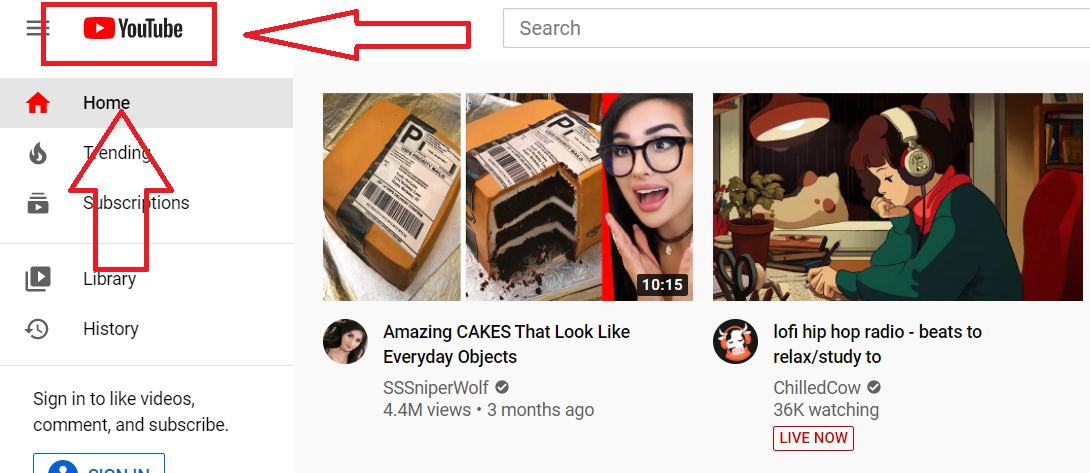 YouTube
Search
Home
Trending
Subscriptions
Library
History
Sign in to like videos,
comment, and subscribe.
SIGN IN
10:15
Amazing CAKES That Look Like
Everyday Objects
SSSniperWolf
4.4M views • 3 months ago
lofi hip hop radio - beats to
relax/study to
ChilledCow
36K watching
LIVE NOW